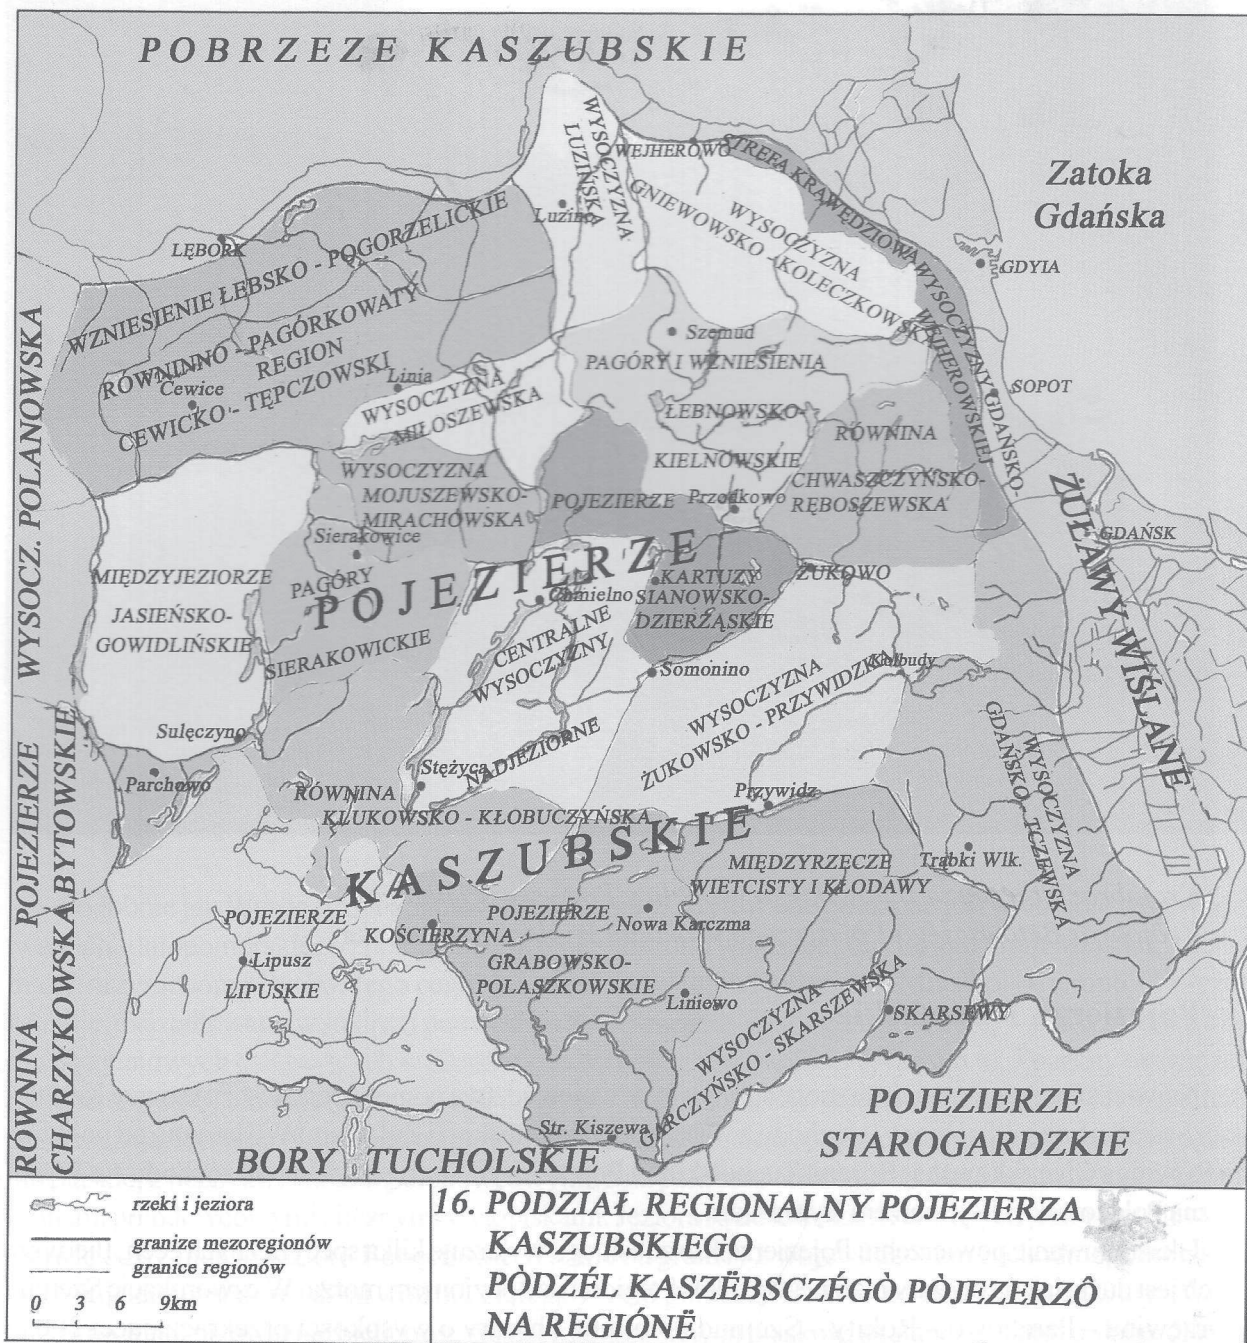 POBRZEZE KASZUBSKIE
Zatoka
Gdańska
WYSOCZYZNA
LUZIŃSKA
WEJHEROWO
STREFA KRAWĘDZIOWA WYSOCZYZNY GDAŃSKO-
WEJHEROWSKIEJ
WYSOCZYZNA
GNIEWOWSKO - KOLECZKOWSKA
Luzino
LĘBORK
GDYIA
WZNIESIENIE ŁEBSKO - POGORZELICKIE
RÓWNINNO - PAGÓRKOWATY
REGION
CEWICKO - TĘPCZOWSKI
Cewice
Linia
WYSOCZYZNA
MIŁOSZEWSKA
Szemud
PAGÓRY I WZNIESIENIA
ŁEBNOWSKO-
KIELNOWSKIE
SOPOT
RÓWNINA
CHWASZCZYŃSKO-
RĘBOSZEWSKA
WYSOCZYZNA
MOJUSZEWSKO-
MIRACHOWSKA
POJEZIERZE
Przodkowo
Sierakowice
GDAŃSK
ŻUŁAWY WIŚLANE
WYSOCZ. POLANOWSKA
MIĘDZYJEZIORZE
JASIEŃSKO-
GOWIDLIŃSKIE
PAGÓRY
SIERAKOWICKIE
POJEZIERZE
Chmielno
KARTUZY
SIANOWSKO-
DZIERŻĄSKIE
ŻUKOWO
CENTRALNE
WYSOCZYZNY
NADJEZIORNE
Somonino
Kolbudy
WYSOCZYZNA
ŻUKOWSKO - PRZYWIDZKA
Sulęczyno
Parchowo
Stężyca
RÓWNINA
KLUKOWSKO - KŁOBUCZYŃSKA
Przywidz
WYSOCZYZNA
GDAŃSKO - TCZEWSKA
KASZUBSKIE
MIĘDZYRZECZE
WIETCISTY I KŁODAWY
Trąbki Wlk.
POJEZIERZE
LIPUSKIE
Lipusz
KOŚCIERZYNA
POJEZIERZE
GRABOWSKO-
POLASZKOWSKIE
Nowa Karczma
Liniewo
WYSOCZYZNA
GARCZYŃSKO - SKARSZEWSKA
SKARSEWY
Str. Kiszewa
POJEZIERZE
BYTOWSKIE
RÓWNINA
CHARZYKOWSKA
BORY TUCHOLSKIE
POJEZIERZE
STAROGARDZKIE
rzeki i jeziora
granize mezoregionów
granice regionów
0 3 6 9km
16. PODZIAŁ REGIONALNY POJEZIERZA
KASZUBSKIEGO
PÒDZÉL KASZËBSCZÉGÒ PÒJEZERZÔ
NA REGIÓNË